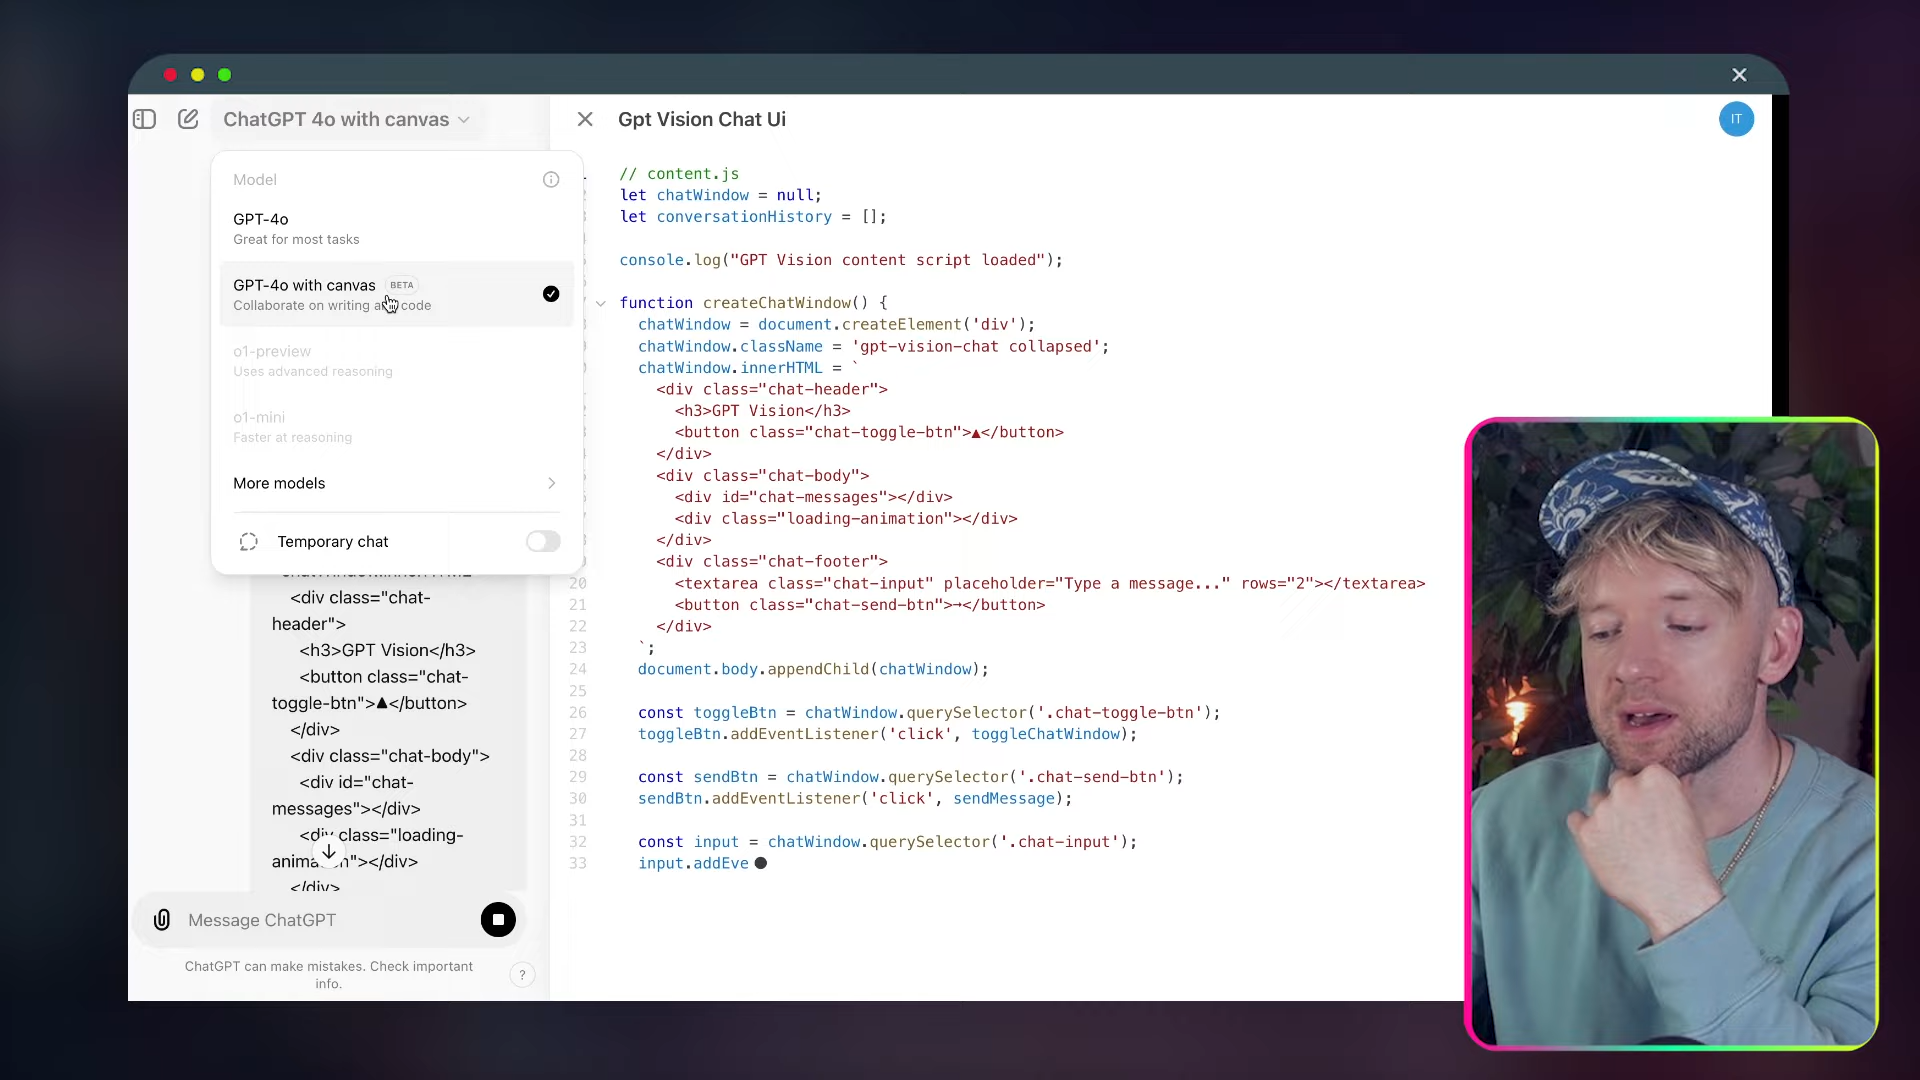 ChatGPT 4o with canvas
Model
GPT-4o
Great for most tasks
GPT-4o with canvas BETA
Collaborate on writing and code
o1-preview
Uses advanced reasoning
o1-mini
Faster at reasoning
More models
Temporary chat
<div class="chat-
header">
<h3>GPT Vision</h3>
<button class="chat-
toggle-btn">▲</button>
</div>
<div class="chat-body">
<div id="chat-
messages"></div>
<div class="loading-
</div>
Message ChatGPT
ChatGPT can make mistakes. Check important
info.
?
Gpt Vision Chat Ui
IT
// content.js
let chatWindow = null;
let conversationHistory = [];
console.log("GPT Vision content script loaded");
function createChatWindow() {
chatWindow = document.createElement('div');
chatWindow.className = 'gpt-vision-chat collapsed';
chatWindow.innerHTML = `
<div class="chat-header">
<h3>GPT Vision</h3>
<button class="chat-toggle-btn">▲</button>
</div>
<div class="chat-body">
<div id="chat-messages"></div>
<div class="loading-animation"></div>
</div>
<div class="chat-footer">
20 <textarea class="chat-input" placeholder="Type a message..." rows="2"></textarea>
21 <button class="chat-send-btn">→</button>
22 </div>
23 `;
24 document.body.appendChild(chatWindow);
25
26 const toggleBtn = chatWindow.querySelector('.chat-toggle-btn');
27 toggleBtn.addEventListener('click', toggleChatWindow);
28
29 const sendBtn = chatWindow.querySelector('.chat-send-btn');
30 sendBtn.addEventListener('click', sendMessage);
31
32 const input = chatWindow.querySelector('.chat-input');
33 input.addEve